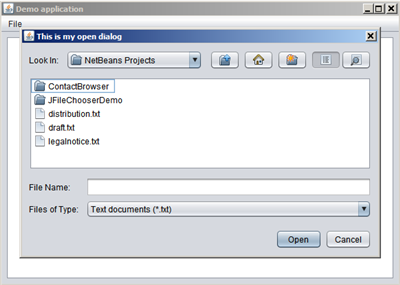 Demo application
File
This is my open dialog
Look In: NetBeans Projects
ContactBrowser
JFileChooserDemo
distribution.txt
draft.txt
legalnotice.txt
File Name:
Files of Type: Text documents (*.txt)
Open Cancel